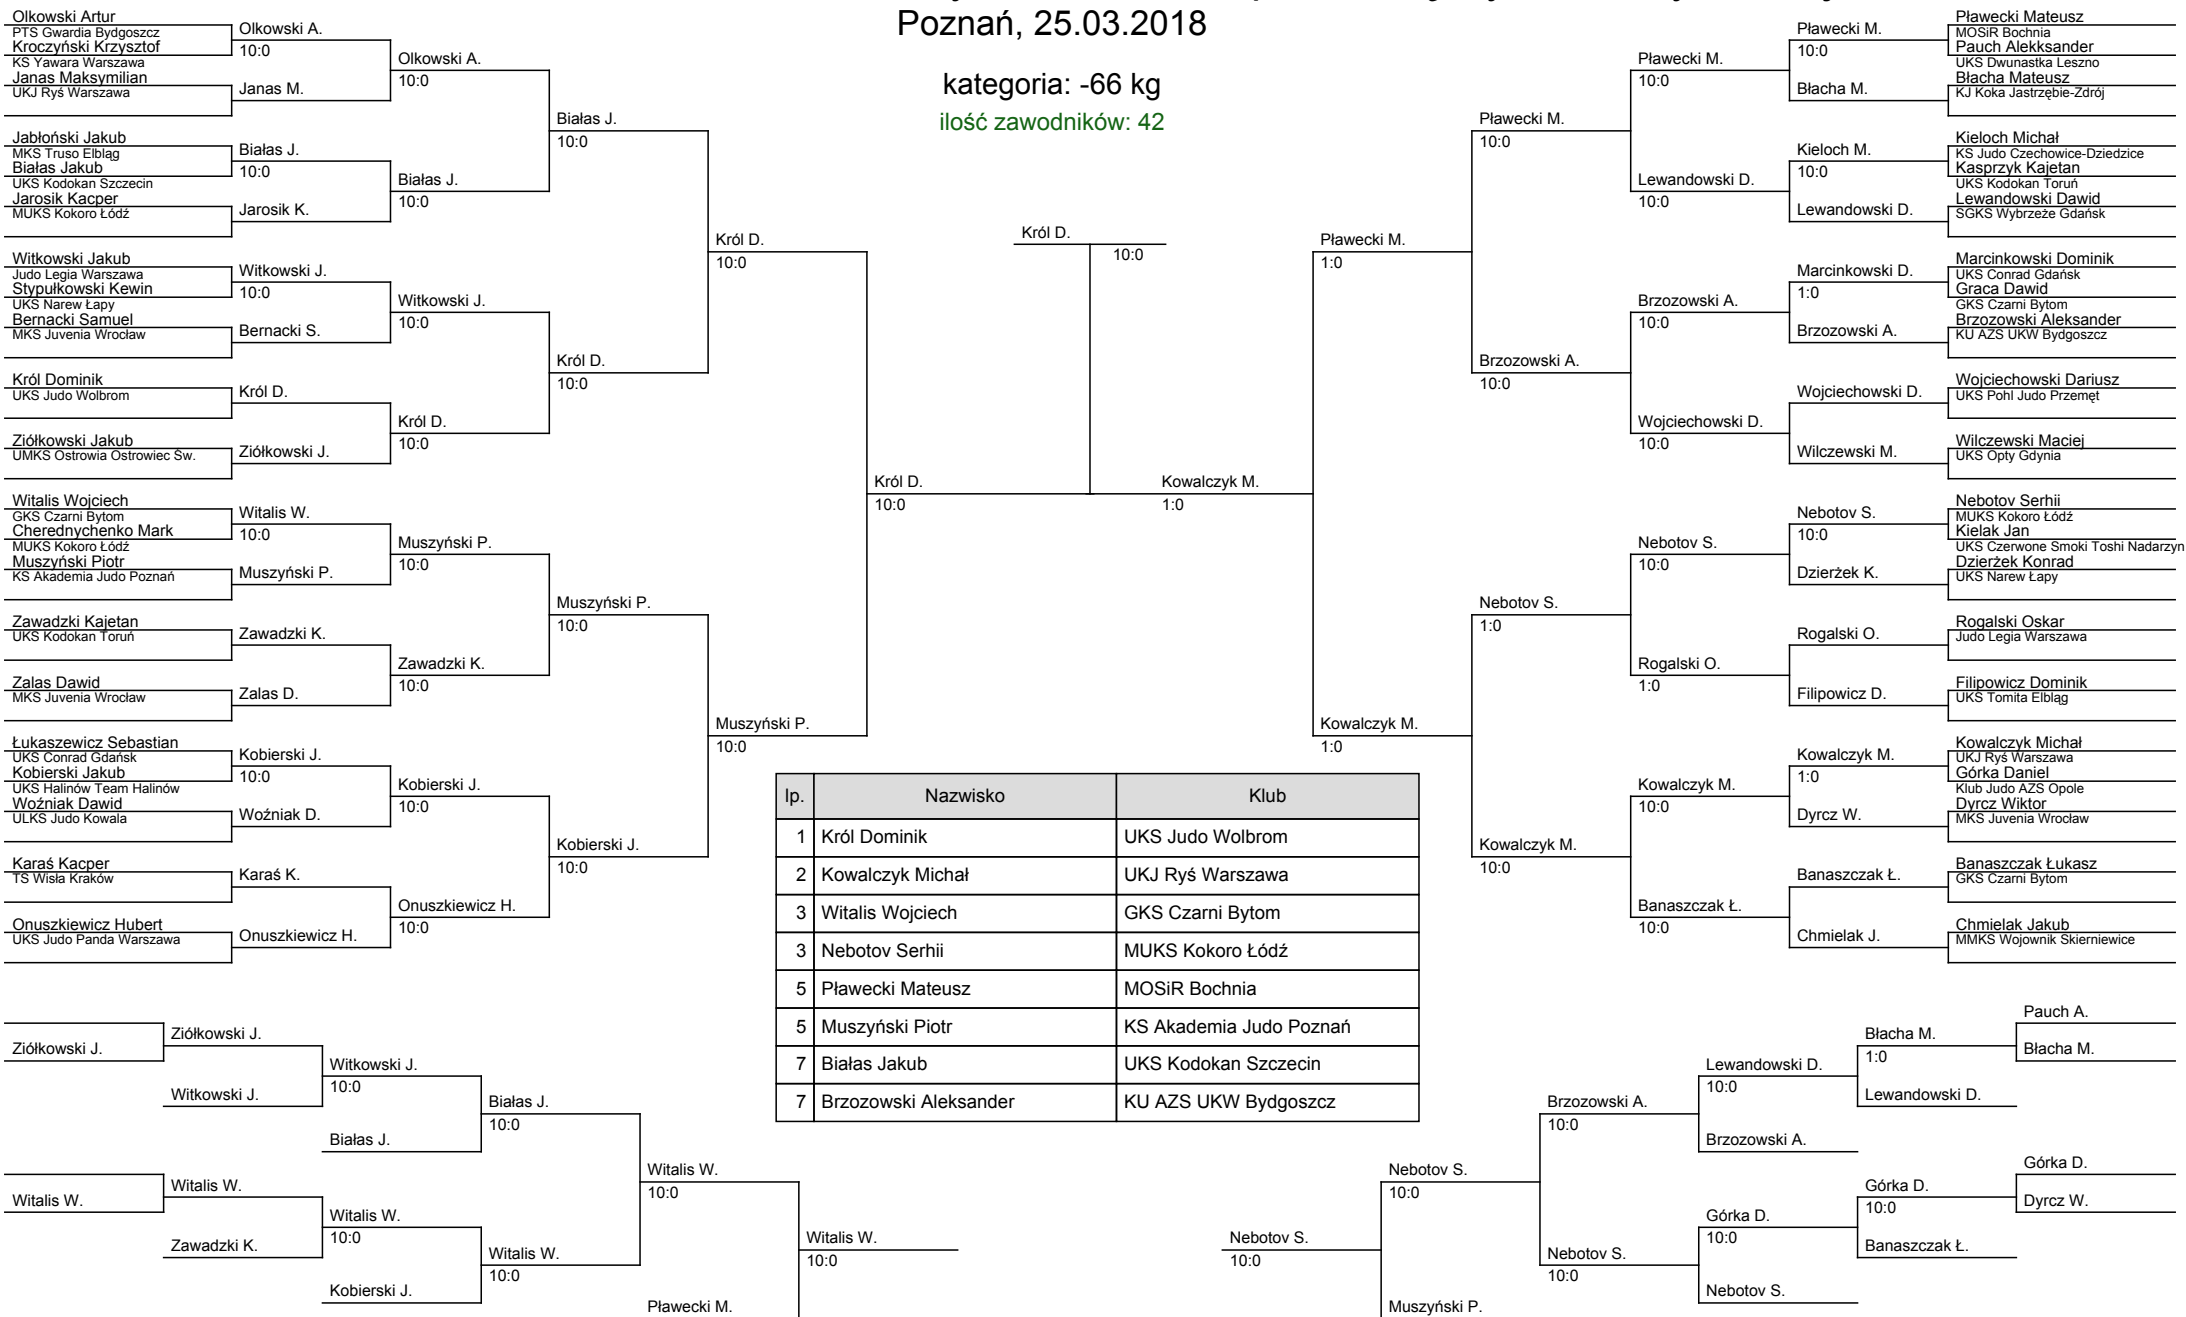 Poznań, 25.03.2018
kategoria: -66 kg
ilość zawodników: 42
Olkowski Artur
PTS Gwardia Bydgoszcz
Kroczyński Krzysztof
KS Yawara Warszawa
Janas Maksymilian
UKJ Ryś Warszawa
Jabłoński Jakub
MKS Truso Elbląg
Białas Jakub
UKS Kodokan Szczecin
Jarosik Kacper
MUKS Kokoro Łódź
Witkowski Jakub
Judo Legia Warszawa
Stypułkowski Kewin
UKS Narew Łapy
Bernacki Samuel
MKS Juvenia Wrocław
Król Dominik
UKS Judo Wolbrom
Ziółkowski Jakub
UMKS Ostrowia Ostrowiec Św.
Witalis Wojciech
GKS Czarni Bytom
Cherednychenko Mark
MUKS Kokoro Łódź
Muszyński Piotr
KS Akademia Judo Poznań
Zawadzki Kajetan
UKS Kodokan Toruń
Zalas Dawid
MKS Juvenia Wrocław
Łukaszewicz Sebastian
UKS Conrad Gdańsk
Kobierski Jakub
UKS Halinów Team Halinów
Woźniak Dawid
ULKS Judo Kowala
Karaś Kacper
TS Wisła Kraków
Onuszkiewicz Hubert
UKS Judo Panda Warszawa
Olkowski A.
10:0
Janas M.
Białas J.
10:0
Jarosik K.
Witkowski J.
10:0
Bernacki S.
Król D.
Ziółkowski J.
Witalis W.
10:0
Muszyński P.
Zawadzki K.
Zalas D.
Kobierski J.
10:0
Woźniak D.
Karaś K.
Onuszkiewicz H.
Olkowski A.
10:0
Białas J.
10:0
Witkowski J.
10:0
Król D.
10:0
Muszyński P.
10:0
Zawadzki K.
10:0
Kobierski J.
10:0
Onuszkiewicz H.
10:0
Białas J.
10:0
Król D.
10:0
Muszyński P.
10:0
Kobierski J.
10:0
Król D.
10:0
Muszyński P.
10:0
Król D.
10:0
Król D.
10:0
Kowalczyk M.
1:0
Pławecki M.
1:0
Kowalczyk M.
1:0
Pławecki M.
10:0
Brzozowski A.
10:0
Nebotov S.
1:0
Kowalczyk M.
10:0
Pławecki M.
10:0
Lewandowski D.
10:0
Brzozowski A.
10:0
Wojciechowski D.
10:0
Nebotov S.
10:0
Rogalski O.
1:0
Kowalczyk M.
10:0
Banaszczak Ł.
10:0
Pławecki M.
10:0
Błacha M.
Kieloch M.
10:0
Lewandowski D.
Marcinkowski D.
1:0
Brzozowski A.
Wojciechowski D.
Wilczewski M.
Nebotov S.
10:0
Dzierżek K.
Rogalski O.
Filipowicz D.
Kowalczyk M.
1:0
Dyrcz W.
Banaszczak Ł.
Chmielak J.
Pławecki Mateusz
MOSiR Bochnia
Pauch Alekksander
UKS Dwunastka Leszno
Błacha Mateusz
KJ Koka Jastrzębie-Zdrój
Kieloch Michał
KS Judo Czechowice-Dziedzice
Kasprzyk Kajetan
UKS Kodokan Toruń
Lewandowski Dawid
SGKS Wybrzeże Gdańsk
Marcinkowski Dominik
UKS Conrad Gdańsk
Graca Dawid
GKS Czarni Bytom
Brzozowski Aleksander
KU AZS UKW Bydgoszcz
Wojciechowski Dariusz
UKS Pohl Judo Przemęt
Wilczewski Maciej
UKS Opty Gdynia
Nebotov Serhii
MUKS Kokoro Łódź
Kielak Jan
UKS Czerwone Smoki Toshi Nadarzyn
Dzierżek Konrad
UKS Narew Łapy
Rogalski Oskar
Judo Legia Warszawa
Filipowicz Dominik
UKS Tomita Elbląg
Kowalczyk Michał
UKJ Ryś Warszawa
Górka Daniel
Klub Judo AZS Opole
Dyrcz Wiktor
MKS Juvenia Wrocław
Banaszczak Łukasz
GKS Czarni Bytom
Chmielak Jakub
MMKS Wojownik Skierniewice
lp. Nazwisko Klub
1 Król Dominik UKS Judo Wolbrom
2 Kowalczyk Michał UKJ Ryś Warszawa
3 Witalis Wojciech GKS Czarni Bytom
3 Nebotov Serhii MUKS Kokoro Łódź
5 Pławecki Mateusz MOSiR Bochnia
5 Muszyński Piotr KS Akademia Judo Poznań
7 Białas Jakub UKS Kodokan Szczecin
7 Brzozowski Aleksander KU AZS UKW Bydgoszcz
Ziółkowski J.
Witalis W.
Ziółkowski J.
Witkowski J.
Witalis W.
Zawadzki K.
Witkowski J.
10:0
Białas J.
Witalis W.
10:0
Kobierski J.
Białas J.
10:0
Witalis W.
10:0
Witalis W.
10:0
Pławecki M.
Witalis W.
10:0
Nebotov S.
10:0
Nebotov S.
10:0
Muszyński P.
Brzozowski A.
10:0
Nebotov S.
10:0
Lewandowski D.
10:0
Brzozowski A.
Górka D.
10:0
Nebotov S.
Błacha M.
1:0
Lewandowski D.
Górka D.
10:0
Banaszczak Ł.
Pauch A.
Błacha M.
Górka D.
Dyrcz W.